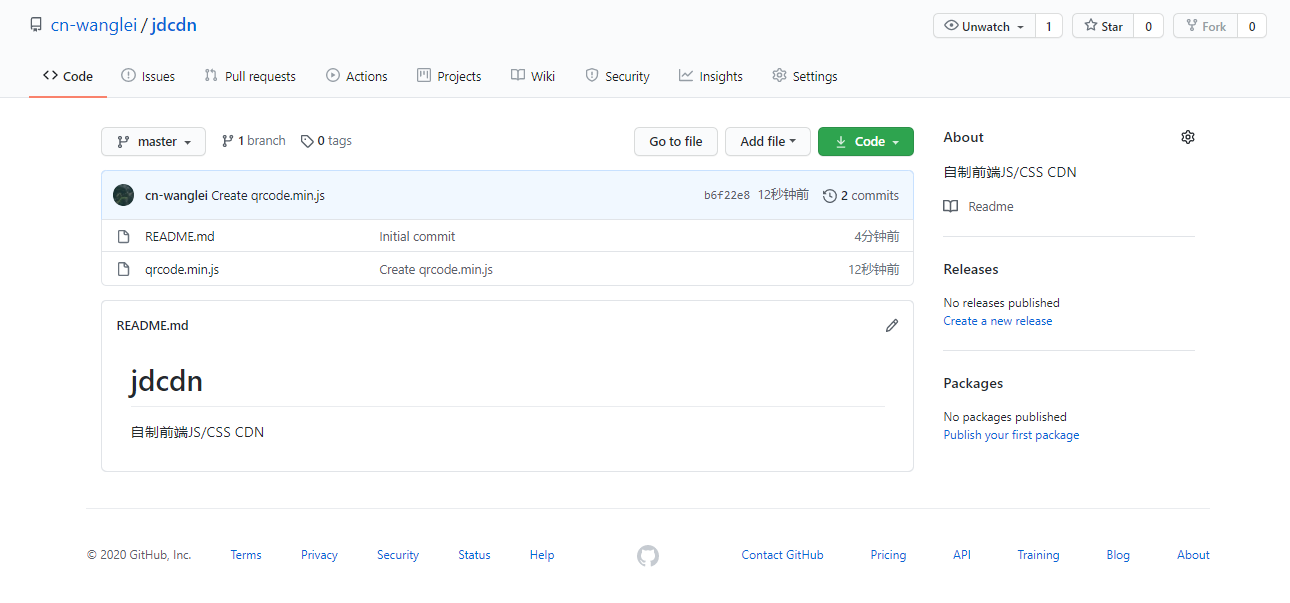 cn-wanglei / jdcdn
Unwatch 1 Star 0 Fork 0
Code Issues Pull requests Actions Projects Wiki Security Insights Settings
master 1 branch 0 tags Go to file Add file Code
cn-wanglei Create qrcode.min.js b6f22e8 12秒钟前 2 commits
README.md Initial commit 4分钟前
qrcode.min.js Create qrcode.min.js 12秒钟前
README.md
jdcdn
自制前端JS/CSS CDN
About
自制前端JS/CSS CDN
Readme
Releases
No releases published
Create a new release
Packages
No packages published
Publish your first package
© 2020 GitHub, Inc. Terms Privacy Security Status Help Contact GitHub Pricing API Training Blog About